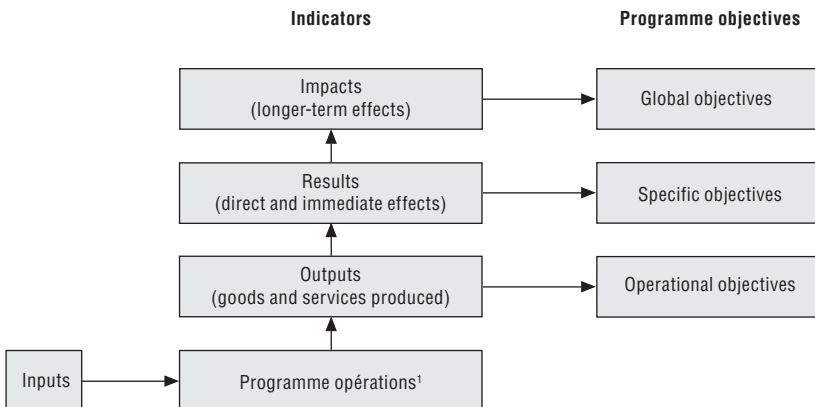 Indicators
Programme objectives
Impacts
(longer-term effects)
Global objectives
Results
(direct and immediate effects)
Specific objectives
Outputs
(goods and services produced)
Operational objectives
Inputs
Programme opérations¹